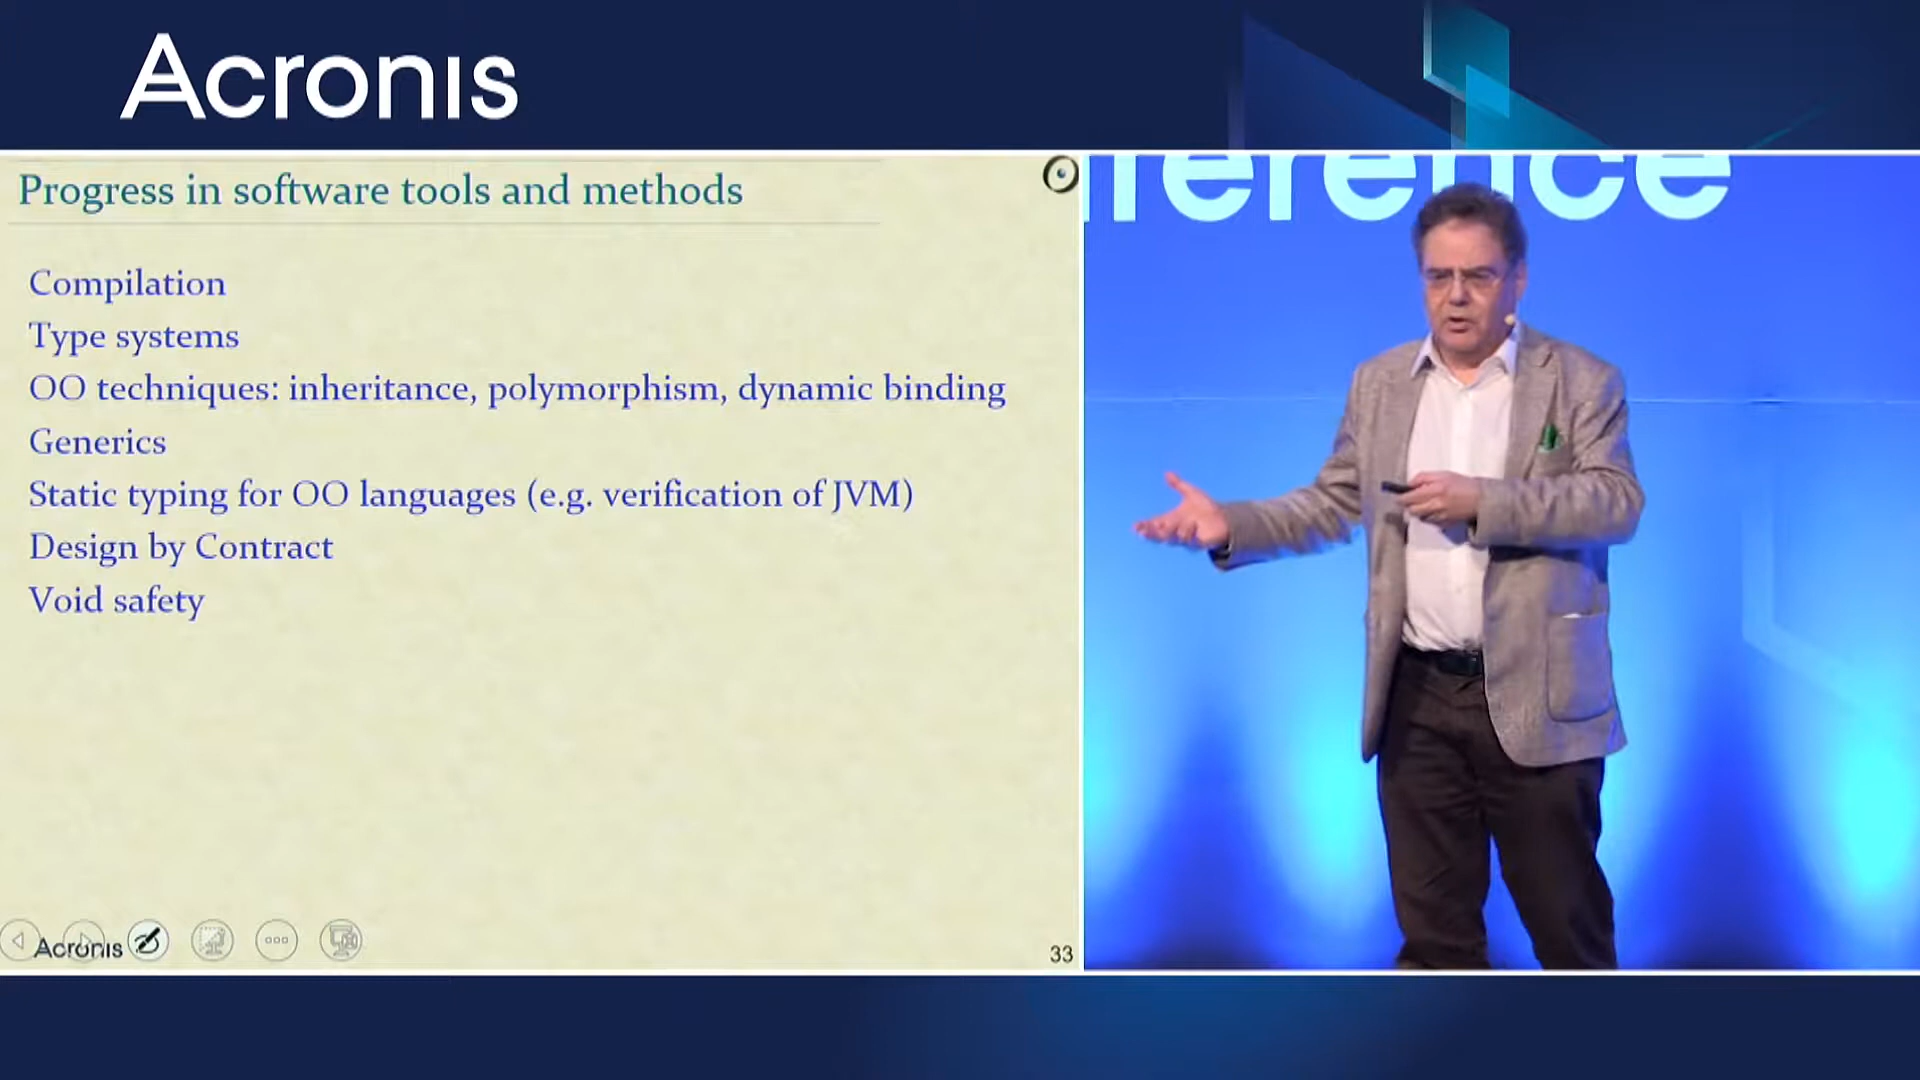 Acronis
Progress in software tools and methods
Compilation
Type systems
OO techniques: inheritance, polymorphism, dynamic binding
Generics
Static typing for OO languages (e.g. verification of JVM)
Design by Contract
Void safety
Acronis
33